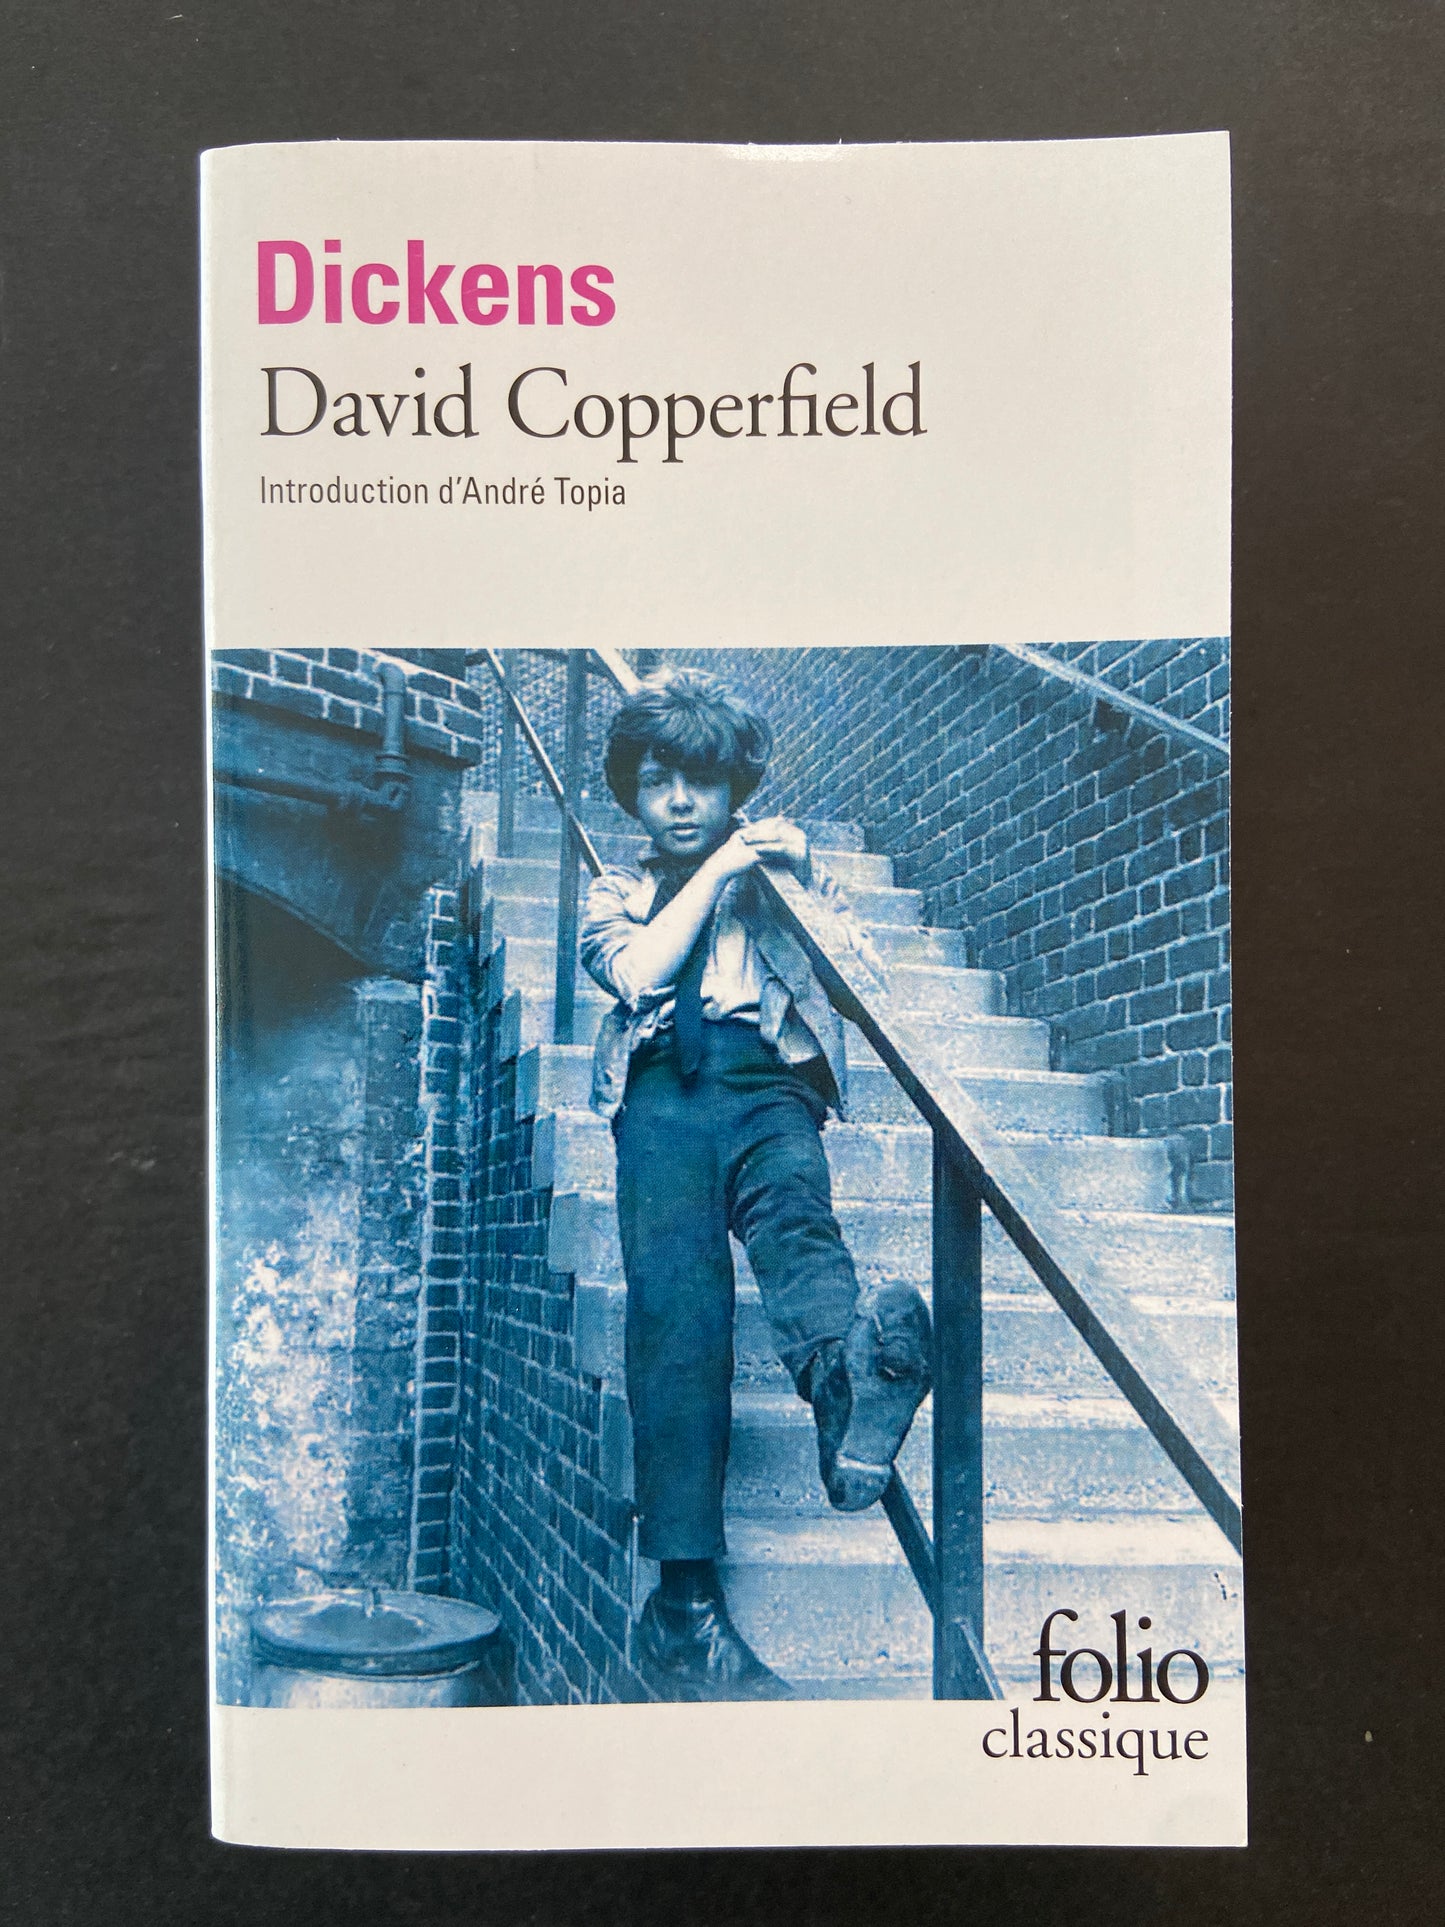 Dickens
David Copperfield
Introduction d'André Topia
folio
classique